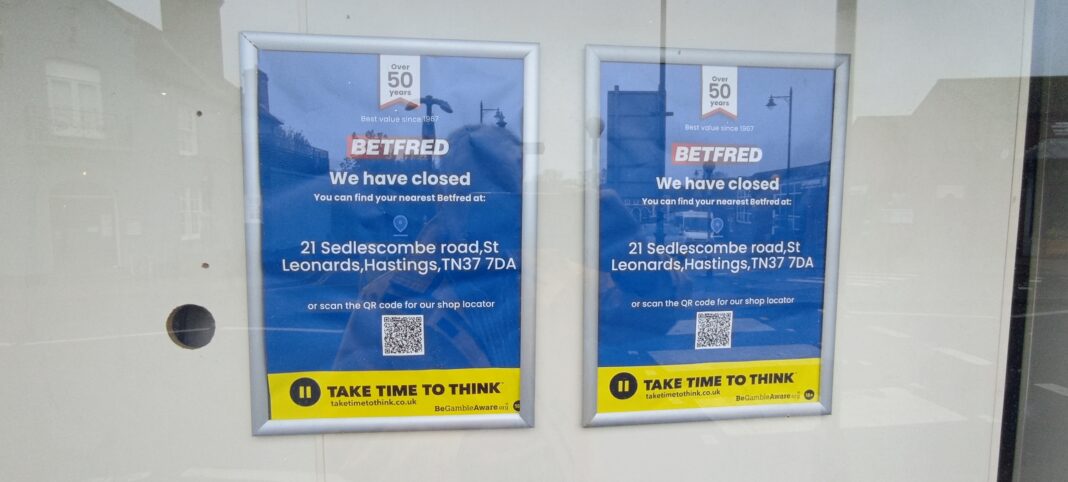 Over
50
years
Best value since 1967
BETFRED
We have closed
You can find your nearest Betfred at:
21 Sedlescombe road,St
Leonards,Hastings,TN37 7DA
or scan the QR code for our shop locator
TAKE TIME TO THINK
taketimetothink.co.uk
BeGambleAware.org
Over
50
years
Best value since 1967
BETFRED
We have closed
You can find your nearest Betfred at:
21 Sedlescombe road,St
Leonards,Hastings,TN37 7DA
or scan the QR code for our shop locator
TAKE TIME TO THINK
taketimetothink.co.uk
BeGambleAware.org 18+